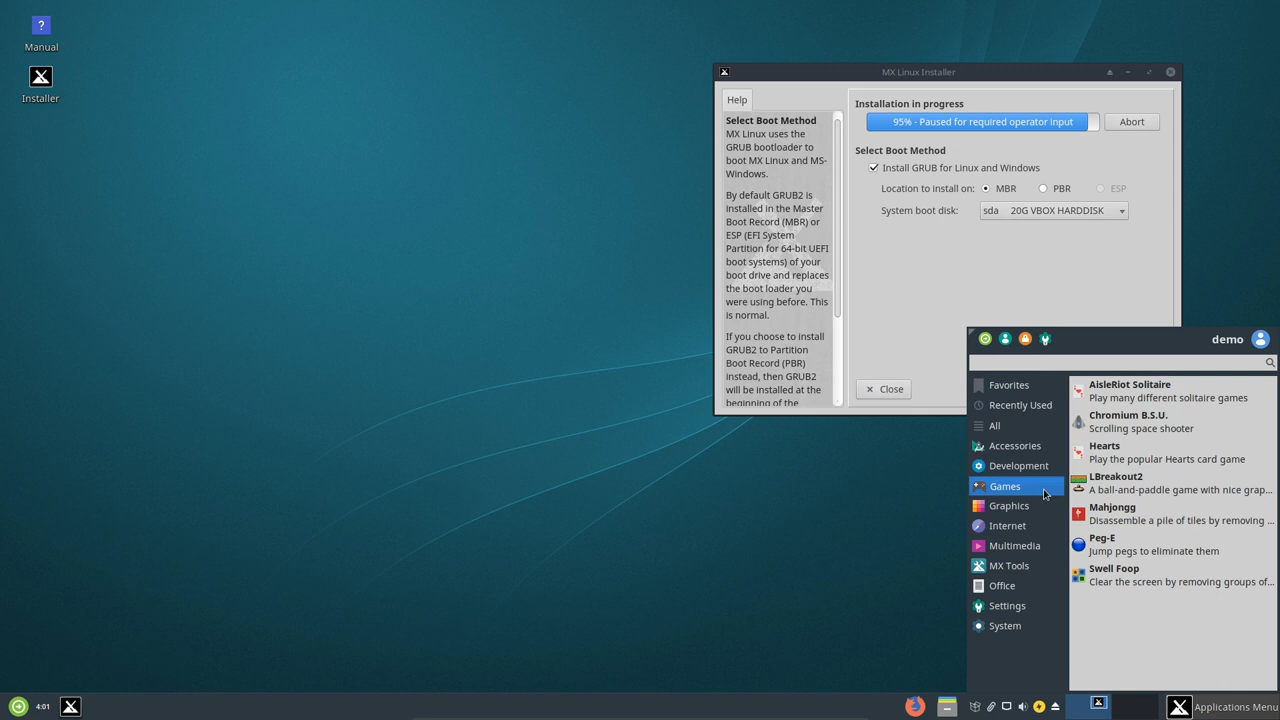 Manual
Installer
MX Linux Installer
Help
Select Boot Method
MX Linux uses the
GRUB bootloader to
boot MX Linux and MS-
Windows.
By default GRUB2 is
installed in the Master
Boot Record (MBR) or
ESP (EFI System
Partition for 64-bit UEFI
boot systems) of your
boot drive and replaces
the boot loader you
were using before. This
is normal.
If you choose to install
GRUB2 to Partition
Boot Record (PBR)
instead, then GRUB2
will be installed at the
beginning of the
Installation in progress
95% - Paused for required operator input
Abort
Select Boot Method
Install GRUB for Linux and Windows
Location to install on: MBR PBR ESP
System boot disk: sda 20G VBOX HARDDISK
Close
demo
Favorites
Recently Used
All
Accessories
Development
Games
Graphics
Internet
Multimedia
MX Tools
Office
Settings
System
AisleRiot Solitaire
Play many different solitaire games
Chromium B.S.U.
Scrolling space shooter
Hearts
Play the popular Hearts card game
LBreakout2
A ball-and-paddle game with nice grap...
Mahjongg
Disassemble a pile of tiles by removing ...
Peg-E
Jump pegs to eliminate them
Swell Foop
Clear the screen by removing groups of...
4:01
Applications Menu